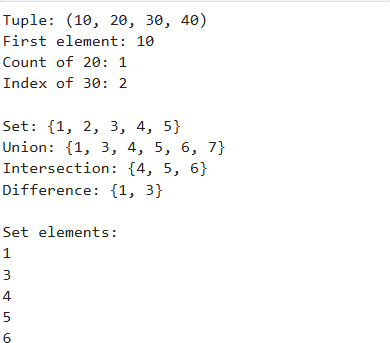 Tuple: (10, 20, 30, 40)
First element: 10
Count of 20: 1
Index of 30: 2
Set: {1, 2, 3, 4, 5}
Union: {1, 3, 4, 5, 6, 7}
Intersection: {4, 5, 6}
Difference: {1, 3}
Set elements:
1
3
4
5
6